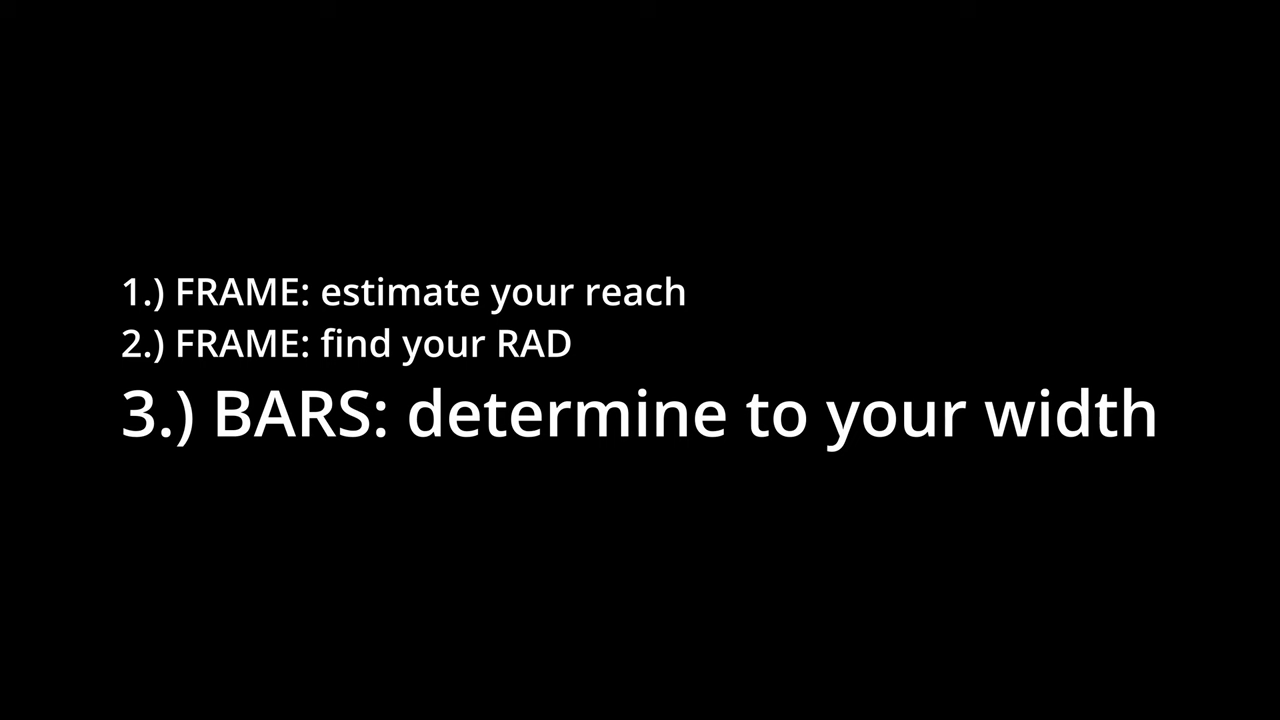 1.) FRAME: estimate your reach
2.) FRAME: find your RAD
3.) BARS: determine to your width